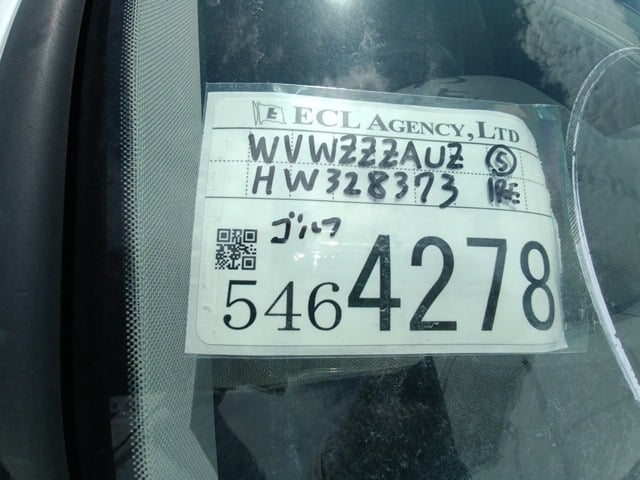 E ECL AGENCY, LTD
WVWZZZAUZ Ⓢ
HW328373 IRE
ゴルフ
5464278